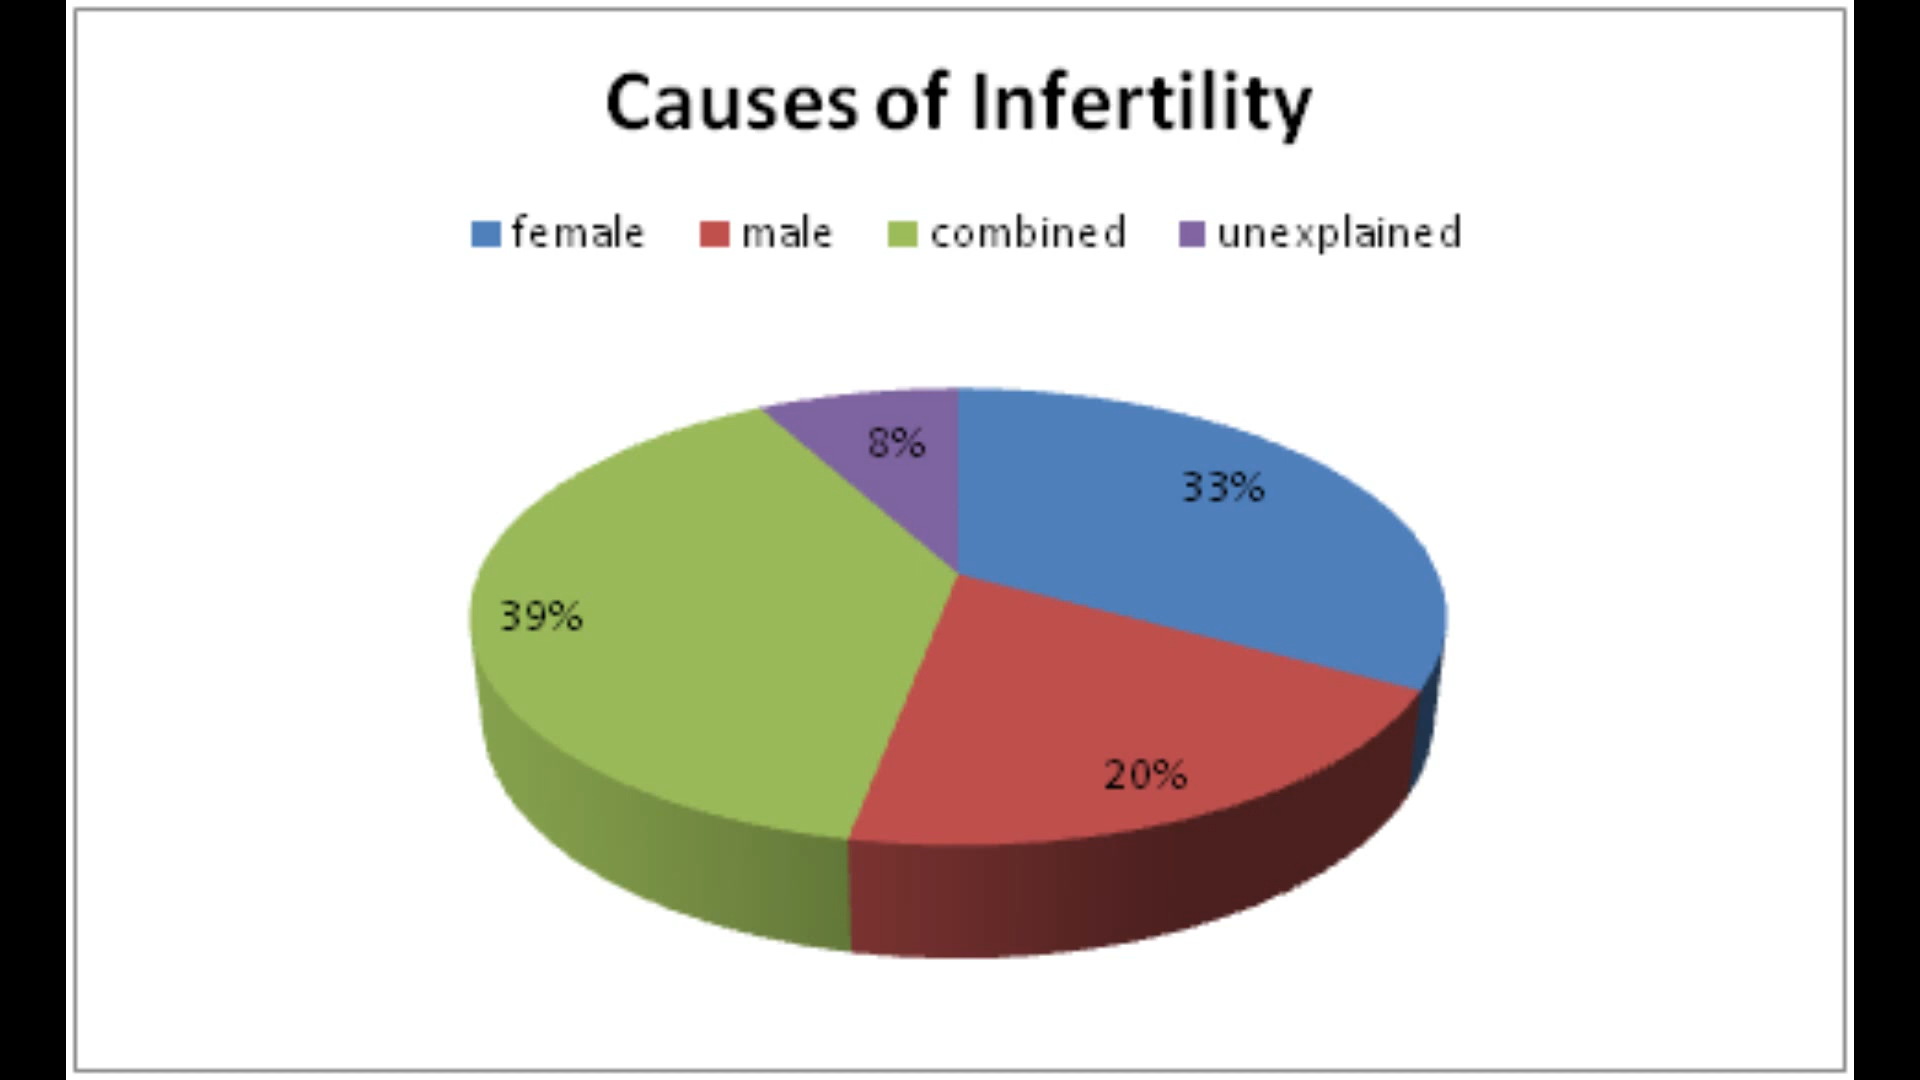 Causes of Infertility
female male combined unexplained
8%
33%
39%
20%